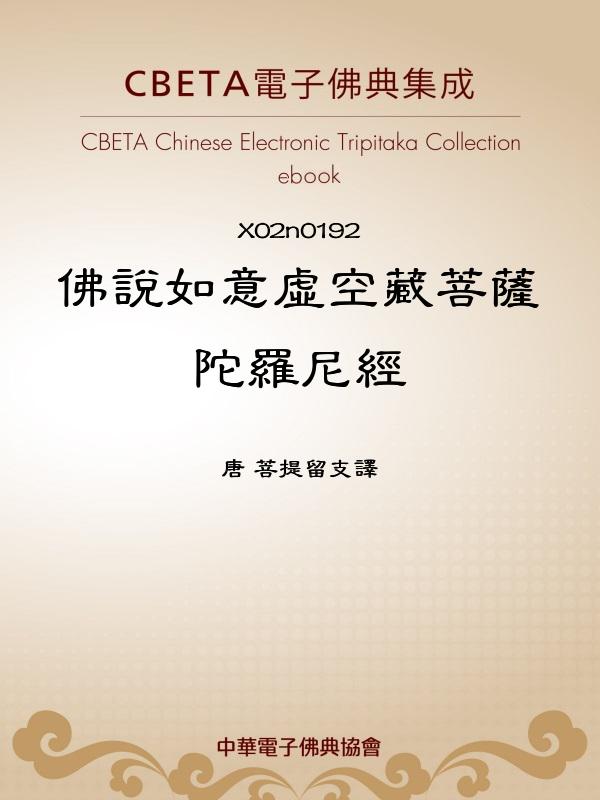 CBETA電子佛典集成
CBETA Chinese Electronic Tripitaka Collection
ebook
X02n0192
佛說如意虛空藏菩薩
陀羅尼經
唐 菩提留支譯
中華電子佛典協會